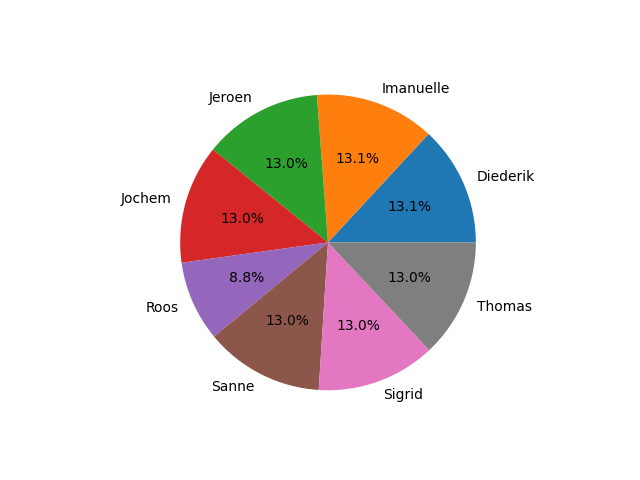 Imanuelle
Jeroen
13.1%
13.0%
Diederik
Jochem
13.1%
13.0%
8.8%
13.0%
Roos
Thomas
13.0%
13.0%
Sanne
Sigrid